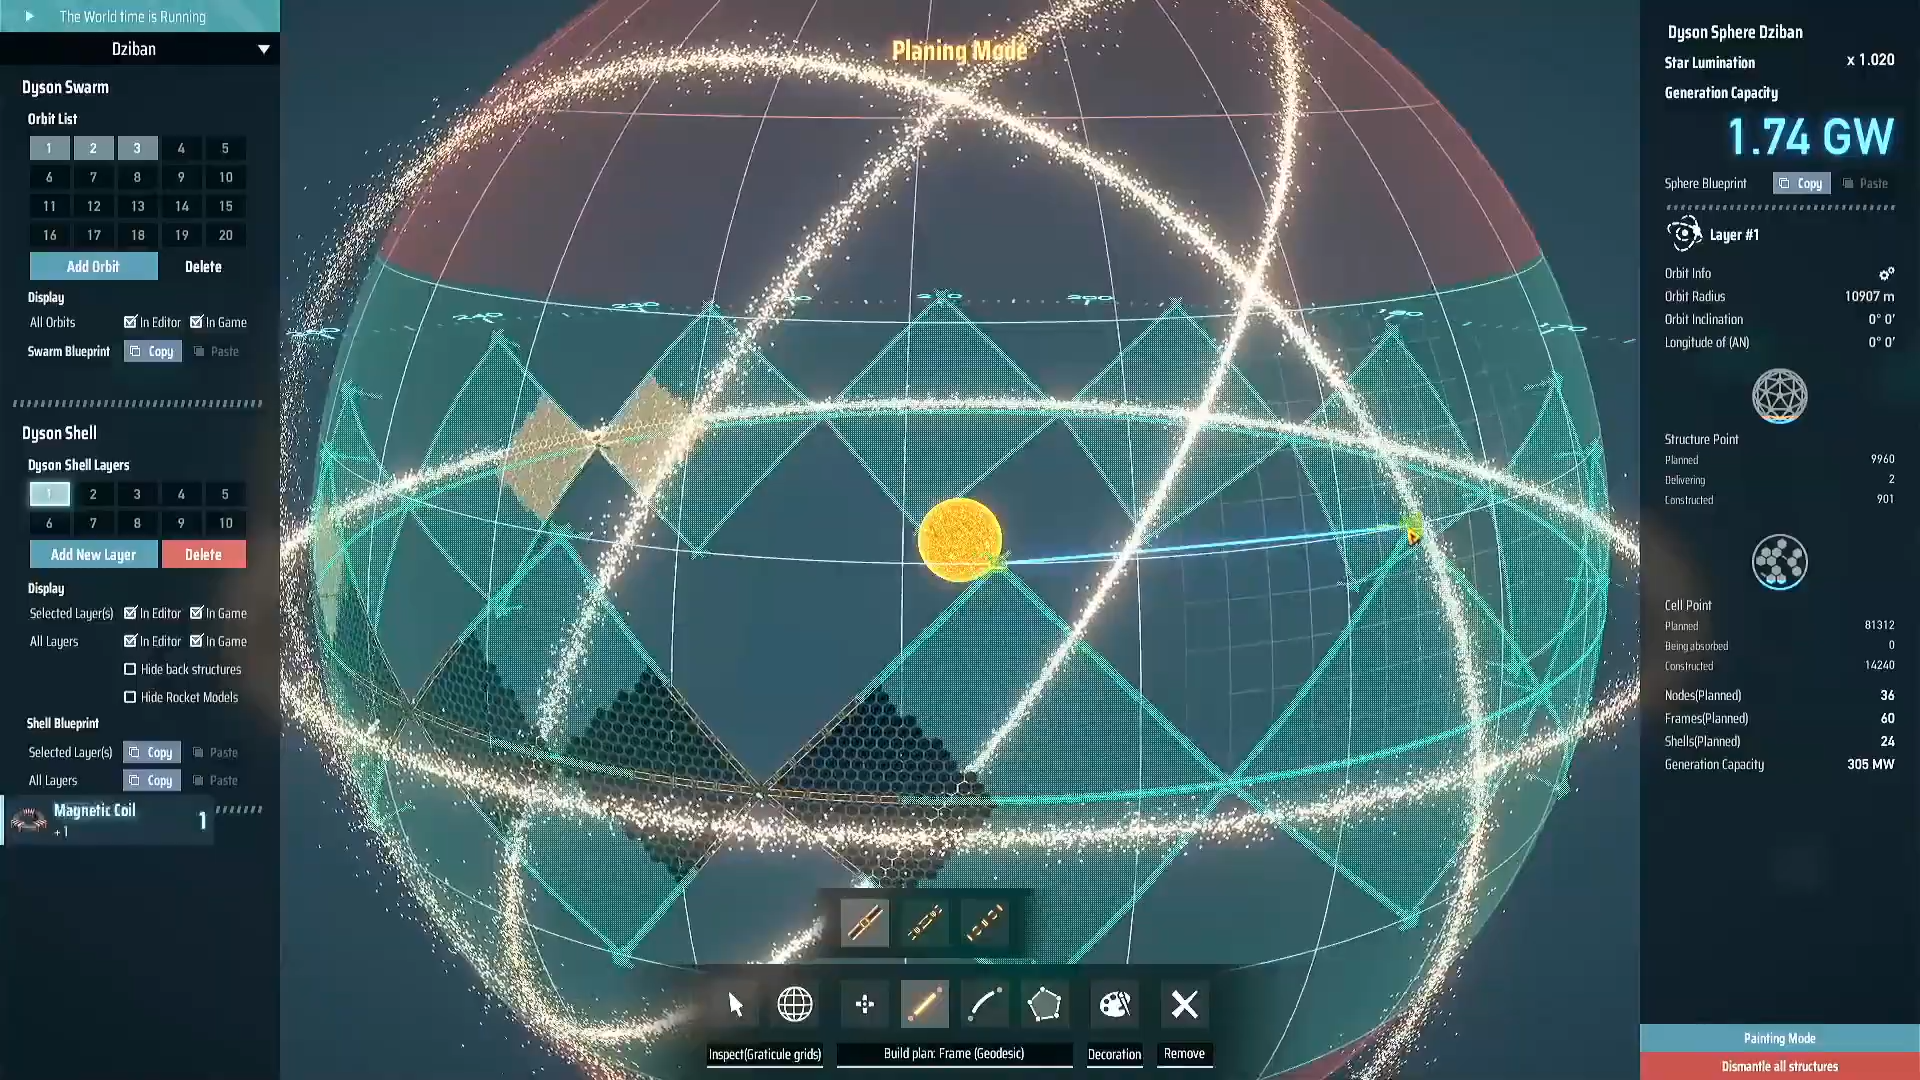 The World time is Running
Dziban
Dyson Swarm
Orbit List
1 2 3 4 5
6 7 8 9 10
11 12 13 14 15
16 17 18 19 20
Add Orbit Delete
Display
All Orbits In Editor In Game
Swarm Blueprint Copy Paste
Dyson Shell
Dyson Shell Layers
1 2 3 4 5
6 7 8 9 10
Add New Layer Delete
Display
Selected Layer(s) In Editor In Game
All Layers In Editor In Game
Hide back structures
Hide Rocket Models
Shell Blueprint
Selected Layer(s) Copy Paste
All Layers Copy Paste
Magnetic Coil 1
+1
Planing Mode
Inspect(Graticule grids) Build plan: Frame (Geodesic) Decoration Remove
Dyson Sphere Dziban
Star Lumination x 1.020
Generation Capacity
1.74 GW
Sphere Blueprint Copy Paste
Layer #1
Orbit Info
Orbit Radius 10907 m
Orbit Inclination 0° 0'
Longitude of (AN) 0° 0'
Structure Point
Planned 9960
Delivering 2
Constructed 901
Cell Point
Planned 81312
Being absorbed 0
Constructed 14240
Nodes(Planned) 36
Frames(Planned) 60
Shells(Planned) 24
Generation Capacity 305 MW
Painting Mode
Dismantle all structures